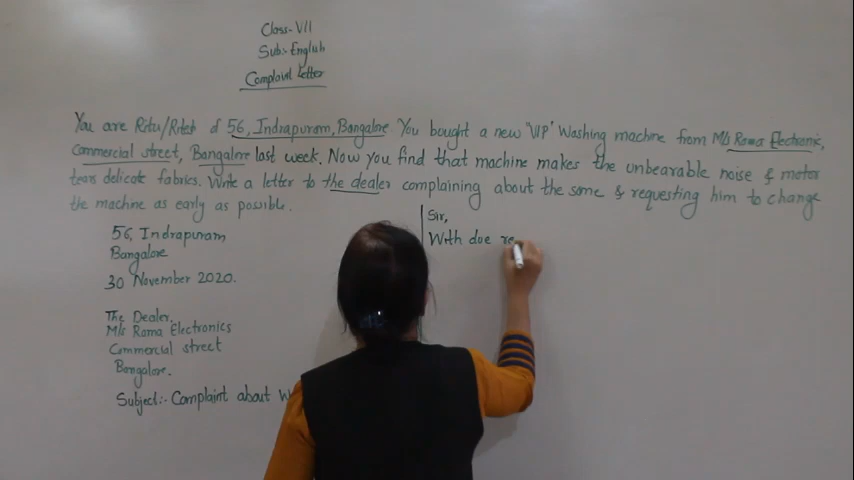 Class-VII
Sub:- English
Complaint Letter
You are Ritu/Ritesh of 56, Indrapuram, Bangalore You bought a new 'VIP' Washing machine from M/s Rama Electronic,
Commercial street, Bangalore last week. Now you find that machine makes the unbearable noise & motor
tears delicate fabrics. Write a letter to the dealer complaining about the same & requesting him to change
the machine as early as possible.
56, Indrapuram
Bangalore
30 November 2020.
The Dealer,
M/s Rama Electronics
Commercial street
Bangalore.
Subject:- Complaint about W
Sir,
With due re